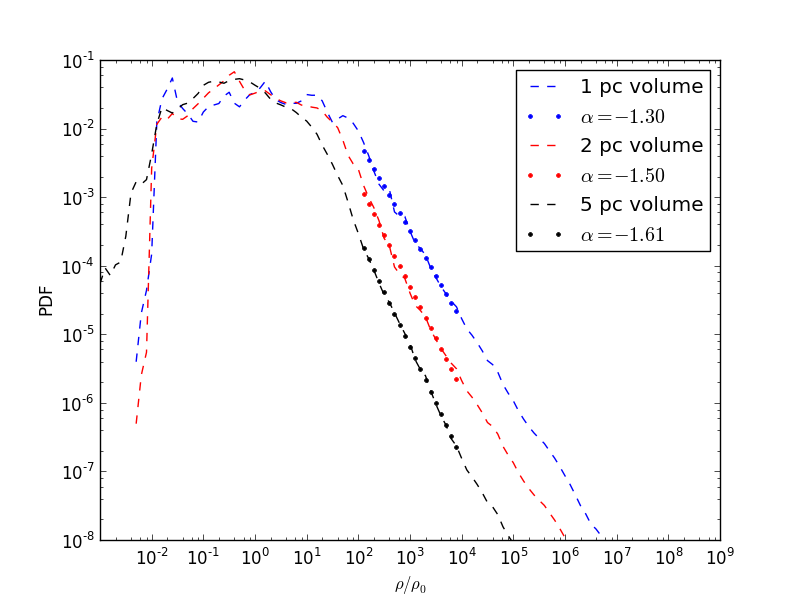 10^-1
10^-2
10^-3
10^-4
10^-5
10^-6
10^-7
10^-8
PDF
1 pc volume
α=−1.30
2 pc volume
α=−1.50
5 pc volume
α=−1.61
10^-2 10^-1 10^0 10^1 10^2 10^3 10^4 10^5 10^6 10^7 10^8 10^9
ρ/ρ_0